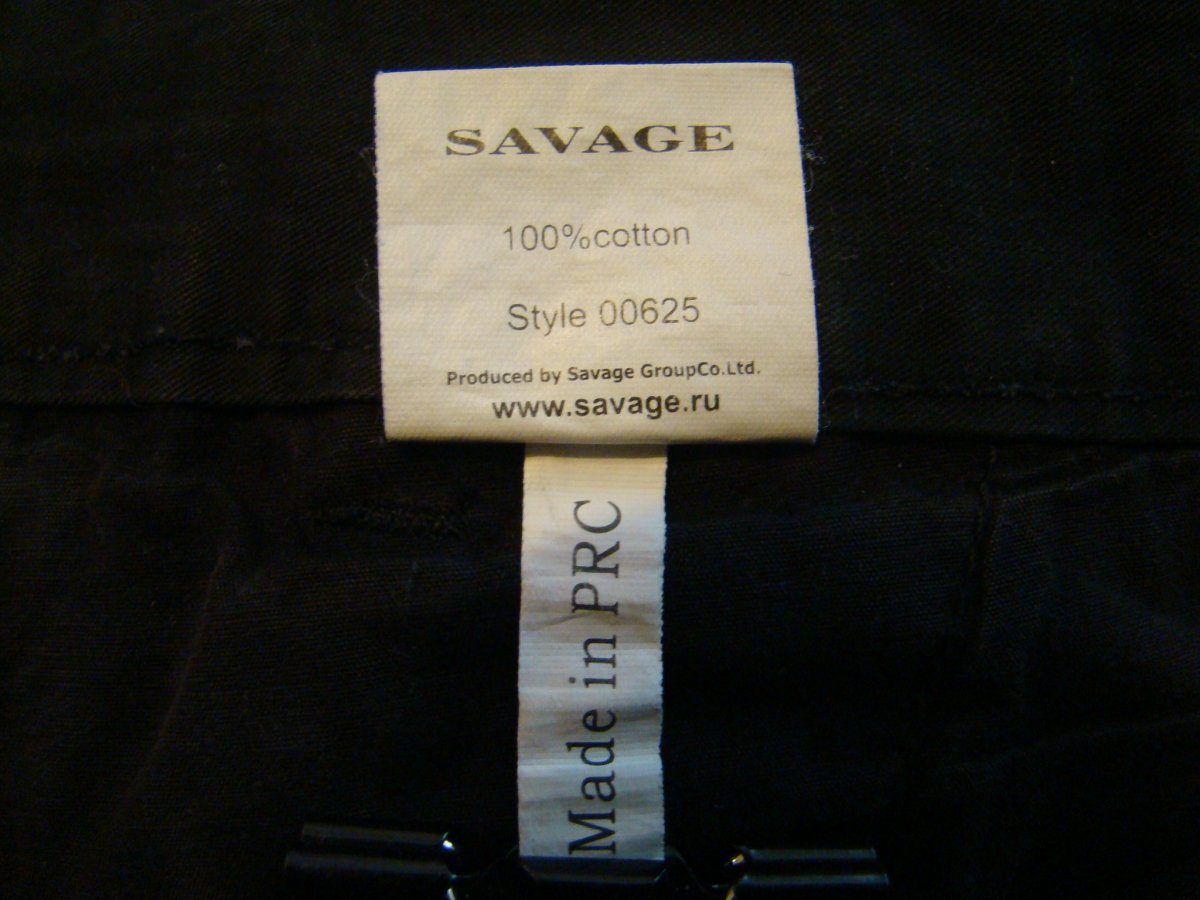 SAVAGE
100%cotton
Style 00625
Produced by Savage GroupCo.Ltd.
www.savage.ru
Made in PRC